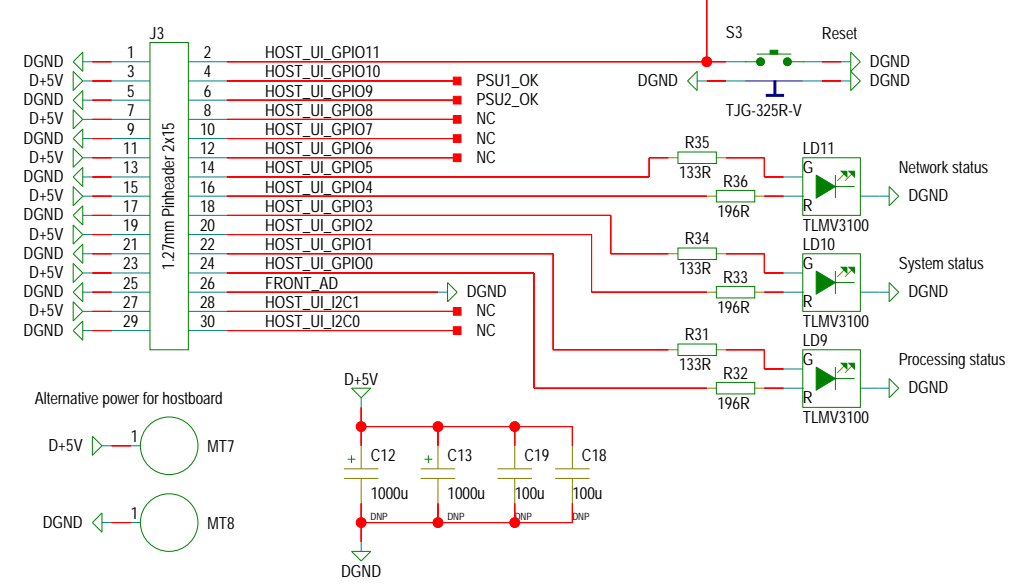 J3
1.27mm Pinheader 2x15
DGND 1 2 HOST_UI_GPIO11
D+5V 3 4 HOST_UI_GPIO10 PSU1_OK
DGND 5 6 HOST_UI_GPIO9 PSU2_OK
D+5V 7 8 HOST_UI_GPIO8 NC
DGND 9 10 HOST_UI_GPIO7 NC
D+5V 11 12 HOST_UI_GPIO6 NC
DGND 13 14 HOST_UI_GPIO5
D+5V 15 16 HOST_UI_GPIO4
DGND 17 18 HOST_UI_GPIO3
D+5V 19 20 HOST_UI_GPIO2
DGND 21 22 HOST_UI_GPIO1
D+5V 23 24 HOST_UI_GPIO0
DGND 25 26 FRONT_AD DGND
D+5V 27 28 HOST_UI_I2C1 NC
DGND 29 30 HOST_UI_I2C0 NC
S3 Reset
DGND
DGND DGND
TJG-325R-V
R35 LD11
133R G Network status
R36 DGND
196R R
TLMV3100
R34 LD10
133R G System status
R33 DGND
196R R
TLMV3100
R31 LD9
133R G Processing status
R32 DGND
196R R
TLMV3100
Alternative power for hostboard
D+5V 1 MT7
DGND 1 MT8
D+5V
+ C12 + C13 C19 C18
1000u 1000u 100u 100u
DNP DNP DNP DNP
DGND